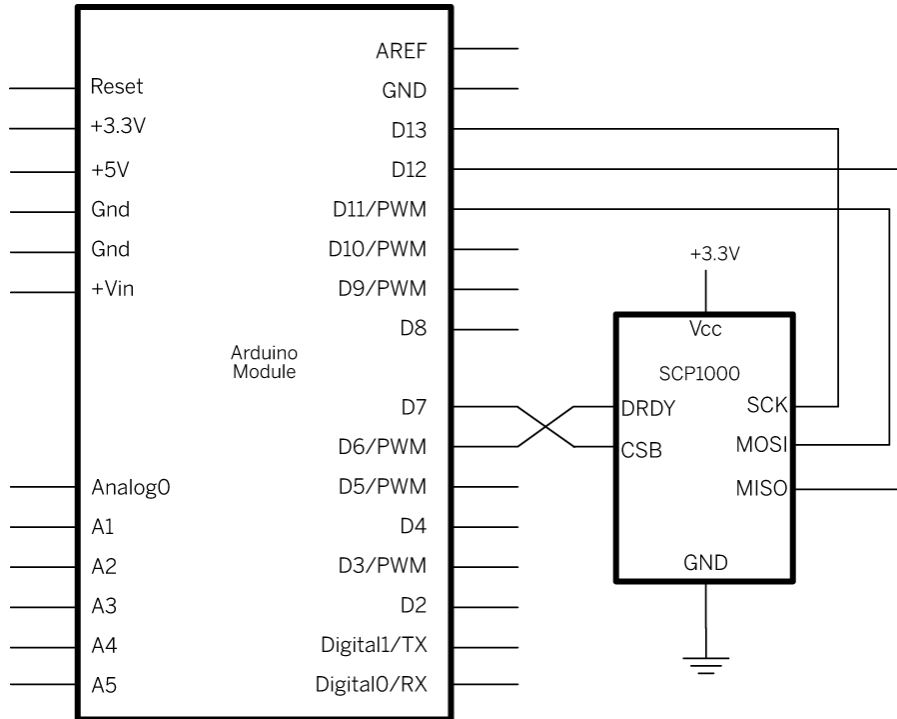 AREF
Reset
GND
+3.3V
D13
+5V
D12
Gnd
D11/PWM
Gnd
D10/PWM
+Vin
D9/PWM
D8
Arduino
Module
D7
D6/PWM
Analog0
D5/PWM
A1
D4
A2
D3/PWM
A3
D2
A4
Digital1/TX
A5
Digital0/RX
+3.3V
Vcc
SCP1000
DRDY
SCK
CSB
MOSI
MISO
GND